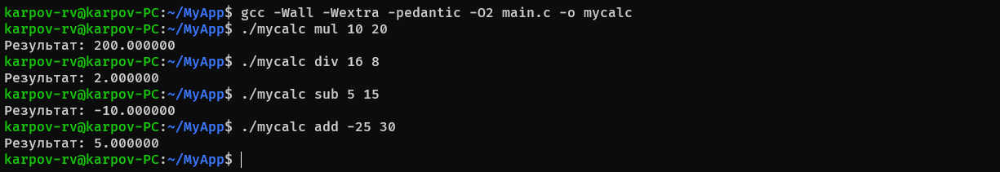 karpov-rv@karpov-PC:~/MyApp$ gcc -Wall -Wextra -pedantic -O2 main.c -o mycalc
karpov-rv@karpov-PC:~/MyApp$ ./mycalc mul 10 20
Результат: 200.000000
karpov-rv@karpov-PC:~/MyApp$ ./mycalc div 16 8
Результат: 2.000000
karpov-rv@karpov-PC:~/MyApp$ ./mycalc sub 5 15
Результат: -10.000000
karpov-rv@karpov-PC:~/MyApp$ ./mycalc add -25 30
Результат: 5.000000
karpov-rv@karpov-PC:~/MyApp$